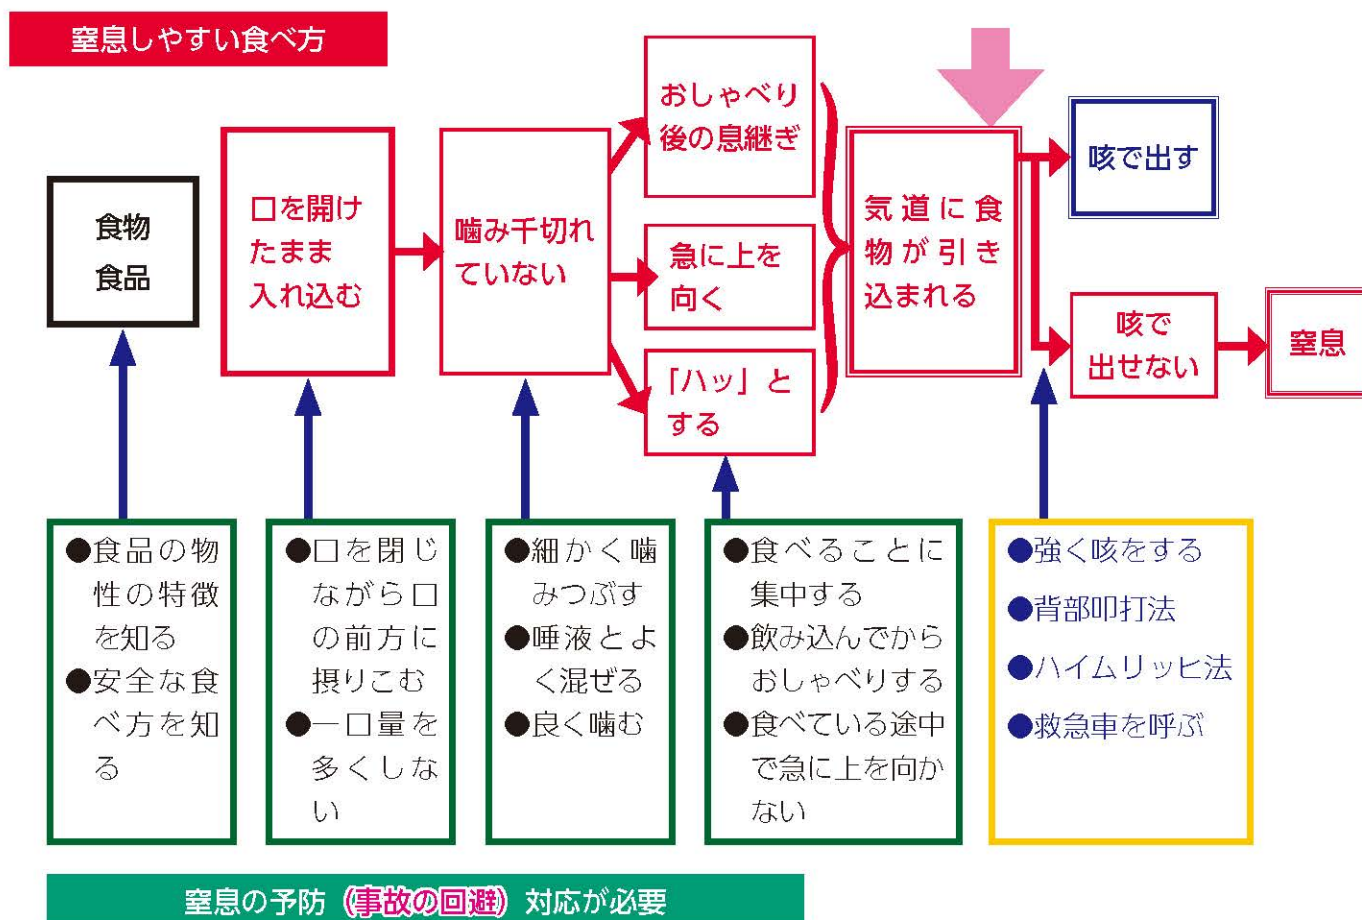 窒息しやすい食べ方
食物
食品
口を開け
たまま
入れ込む
噛み千切れ
ていない
おしゃべり
後の息継ぎ
急に上を
向く
「ハッ」と
する
気道に食
物が引き
込まれる
咳で出す
咳で
出せない
窒息
●食品の物
性の特徴
を知る
●安全な食
べ方を知
る
●口を閉じ
ながら口
の前方に
摂りこむ
●一口量を
多くしな
い
●細かく噛
みつぶす
●唾液とよ
く混ぜる
●良く噛む
●食べることに
集中する
●飲み込んでから
おしゃべりする
●食べている途中
で急に上を向か
ない
●強く咳をする
●背部叩打法
●ハイムリッヒ法
●救急車を呼ぶ
窒息の予防（事故の回避）対応が必要